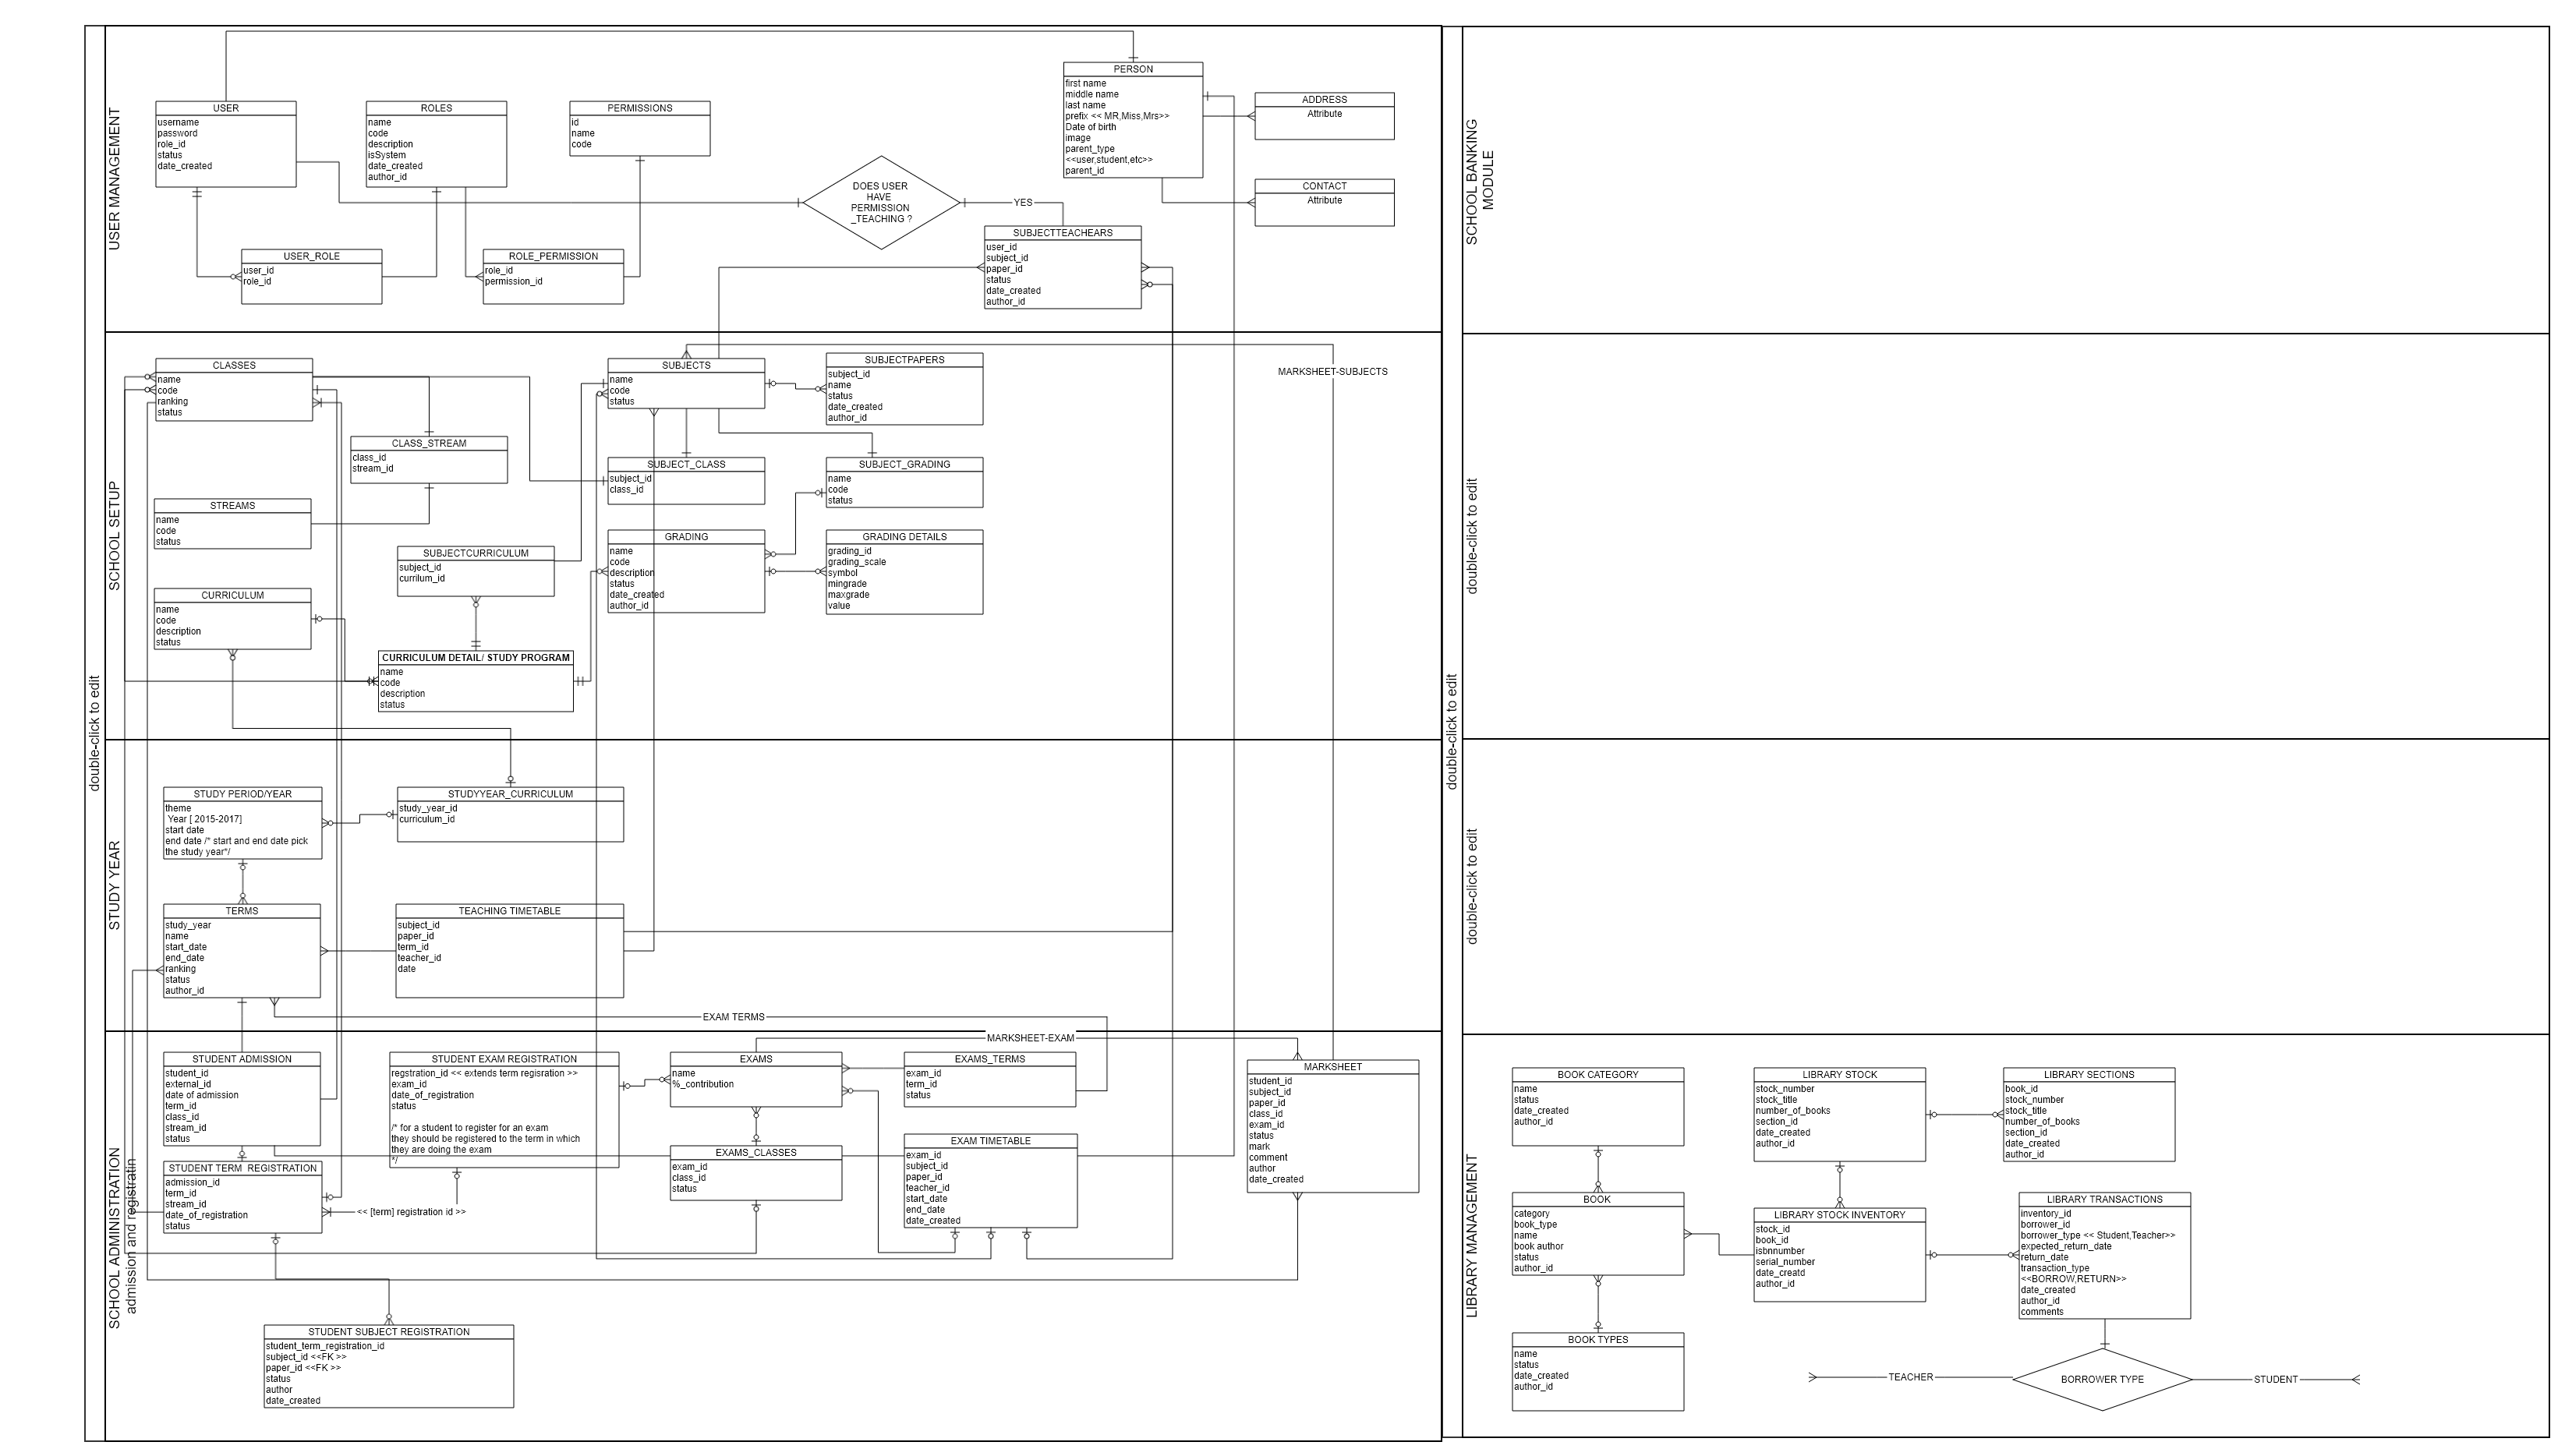 double-click to edit
USER MANAGEMENT
USER
username
password
role_id
status
date_created
ROLES
name
code
description
isSystem
date_created
author_id
PERMISSIONS
id
name
code
USER_ROLE
user_id
role_id
ROLE_PERMISSION
role_id
permission_id
DOES USER
HAVE
PERMISSION
_TEACHING ?
YES
PERSON
first name
middle name
last name
prefix << MR,Miss,Mrs>>
Date of birth
image
parent_type
<<user,student,etc>>
parent_id
ADDRESS
Attribute
CONTACT
Attribute
SUBJECTTEACHEARS
user_id
subject_id
paper_id
status
date_created
author_id
SCHOOL SETUP
CLASSES
name
code
ranking
status
CLASS_STREAM
class_id
stream_id
STREAMS
name
code
status
CURRICULUM
name
code
description
status
SUBJECTCURRICULUM
subject_id
currilum_id
CURRICULUM DETAIL/ STUDY PROGRAM
name
code
description
status
SUBJECTS
name
code
status
SUBJECTPAPERS
subject_id
name
status
date_created
author_id
SUBJECT_CLASS
subject_id
class_id
SUBJECT_GRADING
name
code
status
GRADING
name
code
description
status
date_created
author_id
GRADING DETAILS
grading_id
grading_scale
symbol
mingrade
maxgrade
value
MARKSHEET-SUBJECTS
STUDY YEAR
STUDY PERIOD/YEAR
theme
Year [ 2015-2017]
start date
end date /* start and end date pick
the study year*/
STUDYYEAR_CURRICULUM
study_year_id
curriculum_id
TERMS
study_year
name
start_date
end_date
ranking
status
author_id
TEACHING TIMETABLE
subject_id
paper_id
term_id
teacher_id
date
EXAM TERMS
SCHOOL ADMINISTRATION
admission and registratin
MARKSHEET-EXAM
STUDENT ADMISSION
student_id
external_id
date of admission
term_id
class_id
stream_id
status
STUDENT TERM  REGISTRATION
admission_id
term_id
stream_id
date_of_registration
status
STUDENT EXAM REGISTRATION
regstration_id << extends term regisration >>
exam_id
date_of_registration
status
/* for a student to register for an exam
they should be registered to the term in which
they are doing the exam
*/
<< [term] registration id >>
EXAMS
name
%_contribution
EXAMS_TERMS
exam_id
term_id
status
EXAMS_CLASSES
exam_id
class_id
status
EXAM TIMETABLE
exam_id
subject_id
paper_id
teacher_id
start_date
end_date
date_created
MARKSHEET
student_id
subject_id
paper_id
class_id
exam_id
status
mark
comment
author
date_created
STUDENT SUBJECT REGISTRATION
student_term_registration_id
subject_id <<FK >>
paper_id <<FK >>
status
author
date_created
double-click to edit
SCHOOL BANKING
MODULE
double-click to edit
double-click to edit
LIBRARY MANAGEMENT
BOOK CATEGORY
name
status
date_created
author_id
LIBRARY STOCK
stock_number
stock_title
number_of_books
section_id
date_created
author_id
LIBRARY SECTIONS
book_id
stock_number
stock_title
number_of_books
section_id
date_created
author_id
BOOK
category
book_type
name
book author
status
author_id
LIBRARY STOCK INVENTORY
stock_id
book_id
isbnnumber
serial_number
date_creatd
author_id
LIBRARY TRANSACTIONS
inventory_id
borrower_id
borrower_type << Student,Teacher>>
expected_return_date
return_date
transaction_type
<<BORROW,RETURN>>
date_created
author_id
comments
BOOK TYPES
name
status
date_created
author_id
TEACHER
BORROWER TYPE
STUDENT